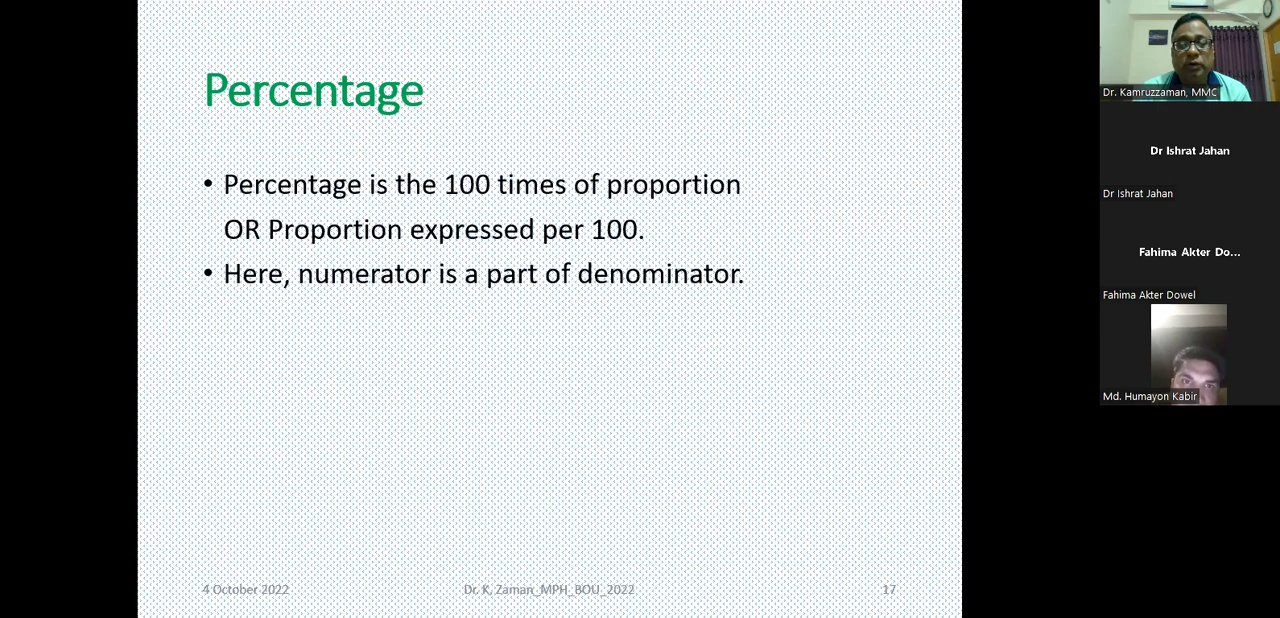 Percentage
• Percentage is the 100 times of proportion
OR Proportion expressed per 100.
• Here, numerator is a part of denominator.
4 October 2022
Dr. K, Zaman_MPH_BOU_2022
17
Dr. Kamruzzaman, MMC
Dr Ishrat Jahan
Dr Ishrat Jahan
Fahima Akter Do...
Fahima Akter Dowel
Md. Humayon Kabir